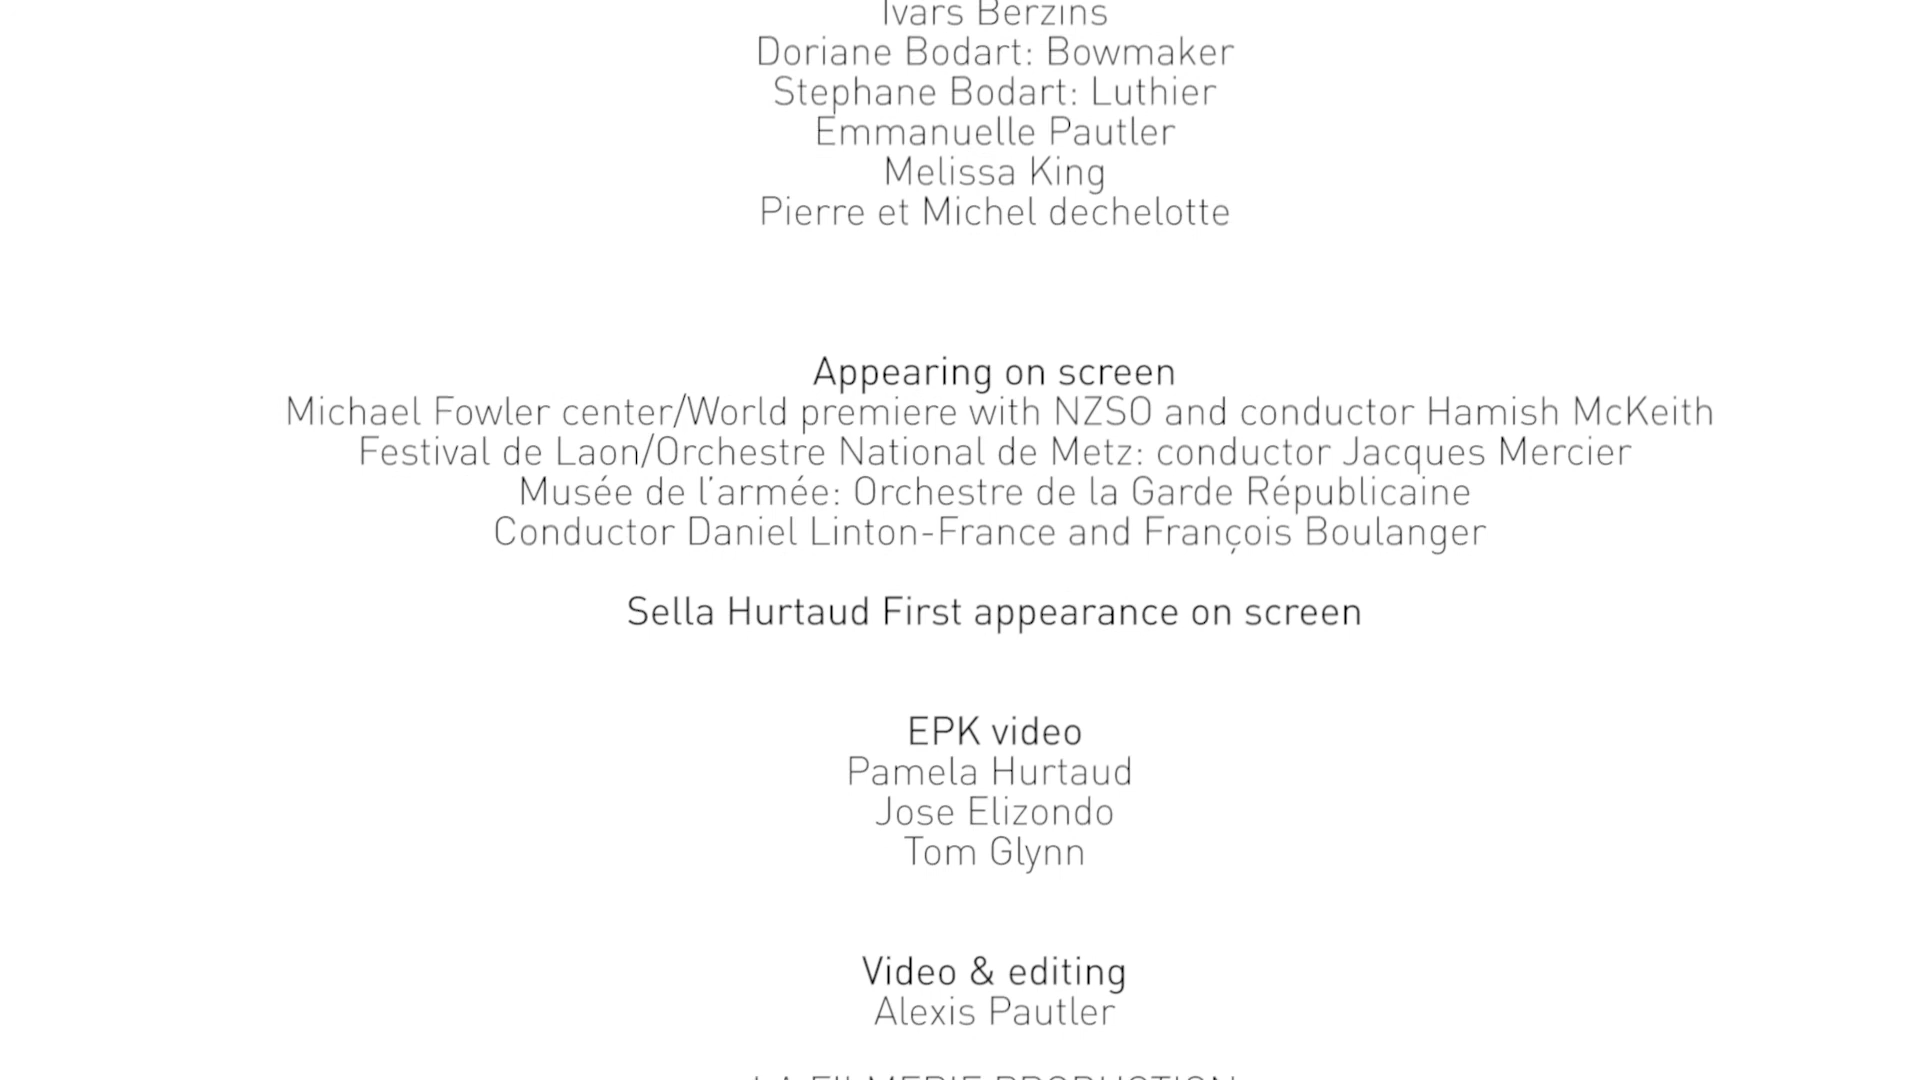 Ivars Berzins
Doriane Bodart: Bowmaker
Stephane Bodart: Luthier
Emmanuelle Pautler
Melissa King
Pierre et Michel dechelotte
Appearing on screen
Michael Fowler center/World premiere with NZSO and conductor Hamish McKeith
Festival de Laon/Orchestre National de Metz: conductor Jacques Mercier
Musée de l'armée: Orchestre de la Garde Républicaine
Conductor Daniel Linton-France and François Boulanger
Sella Hurtaud First appearance on screen
EPK video
Pamela Hurtaud
Jose Elizondo
Tom Glynn
Video & editing
Alexis Pautler
LA FILMERIE PRODUCTION